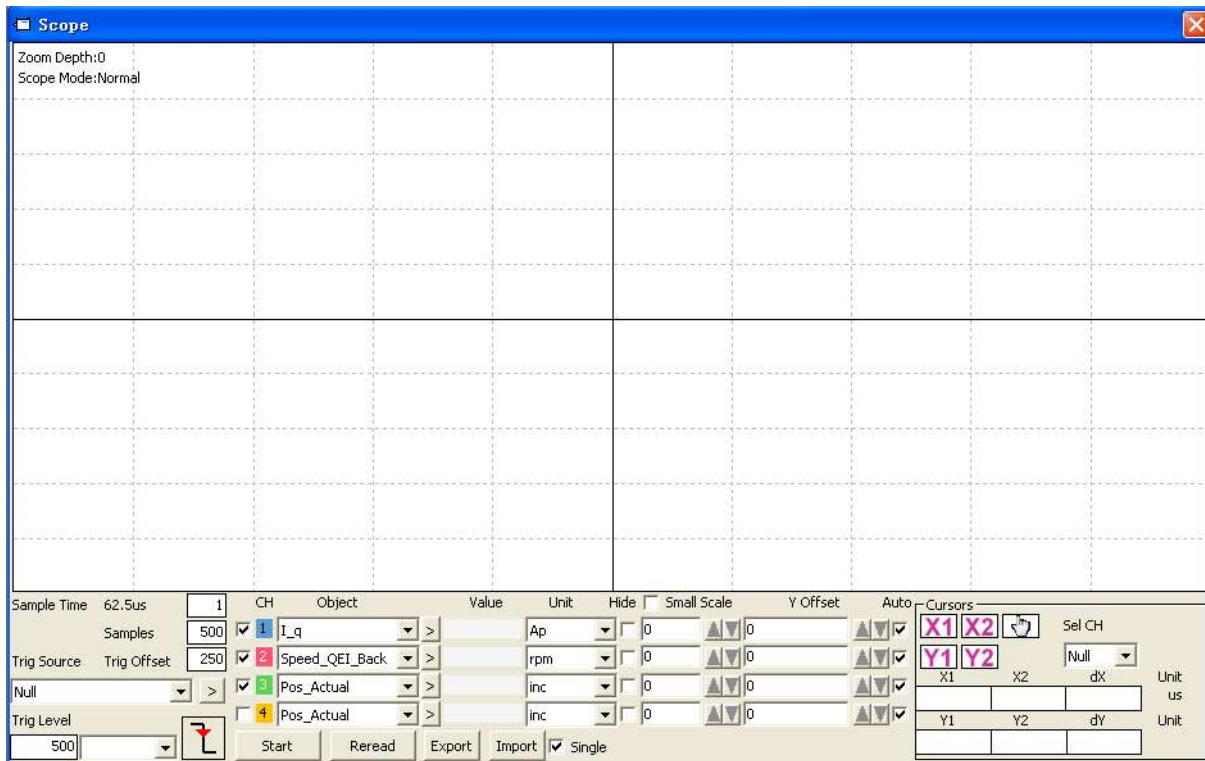 Scope
Zoom Depth:0
Scope Mode:Normal
Sample Time 62.5us 1
Samples 500
Trig Source Trig Offset 250
Null >
Trig Level
500
CH Object Value Unit Hide Small Scale Y Offset Auto
1 I_q > Ap 0 0
2 Speed_QEI_Back > rpm 0 0
3 Pos_Actual > inc 0 0
4 Pos_Actual > inc 0 0
Start Reread Export Import Single
Cursors
X1 X2 Sel CH
Y1 Y2 Null
X1 X2 dX Unit
us
Y1 Y2 dY Unit